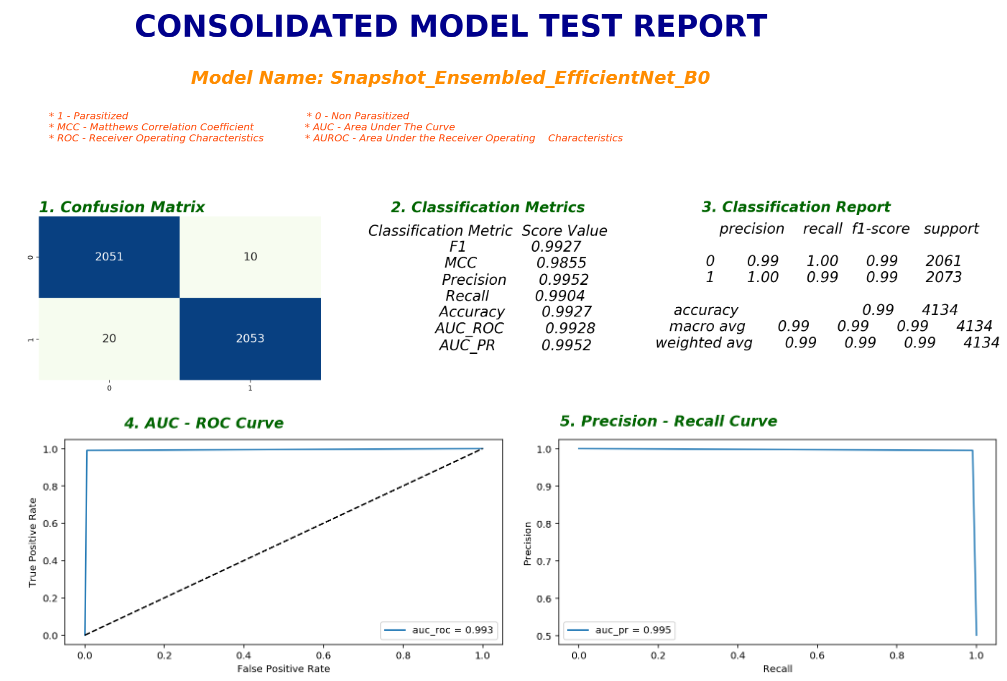 CONSOLIDATED MODEL TEST REPORT
Model Name: Snapshot_Ensembled_EfficientNet_B0
* 1 - Parasitized * 0 - Non Parasitized
* MCC - Matthews Correlation Coefficient * AUC - Area Under The Curve
* ROC - Receiver Operating Characteristics * AUROC - Area Under the Receiver Operating Characteristics
1. Confusion Matrix
0
2051 10
1
20 2053
0 1
2. Classification Metrics
Classification Metric Score Value
F1 0.9927
MCC 0.9855
Precision 0.9952
Recall 0.9904
Accuracy 0.9927
AUC_ROC 0.9928
AUC_PR 0.9952
3. Classification Report
precision recall f1-score support
0 0.99 1.00 0.99 2061
1 1.00 0.99 0.99 2073
accuracy 0.99 4134
macro avg 0.99 0.99 0.99 4134
weighted avg 0.99 0.99 0.99 4134
4. AUC - ROC Curve
True Positive Rate
1.0
0.8
0.6
0.4
0.2
0.0
auc_roc = 0.993
0.0 0.2 0.4 0.6 0.8 1.0
False Positive Rate
5. Precision - Recall Curve
Precision
1.0
0.9
0.8
0.7
0.6
0.5
auc_pr = 0.995
0.0 0.2 0.4 0.6 0.8 1.0
Recall